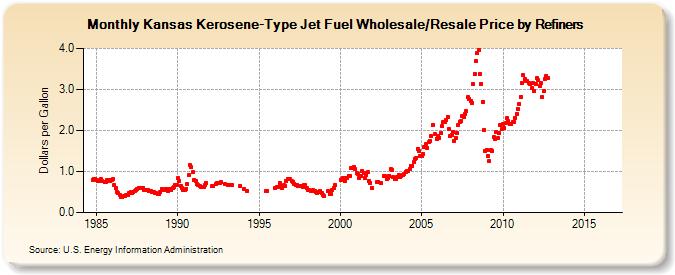 Monthly Kansas Kerosene-Type Jet Fuel Wholesale/Resale Price by Refiners
Dollars per Gallon
4.0
3.0
2.0
1.0
0.0
1985 1990 1995 2000 2005 2010 2015
Source: U.S. Energy Information Administration